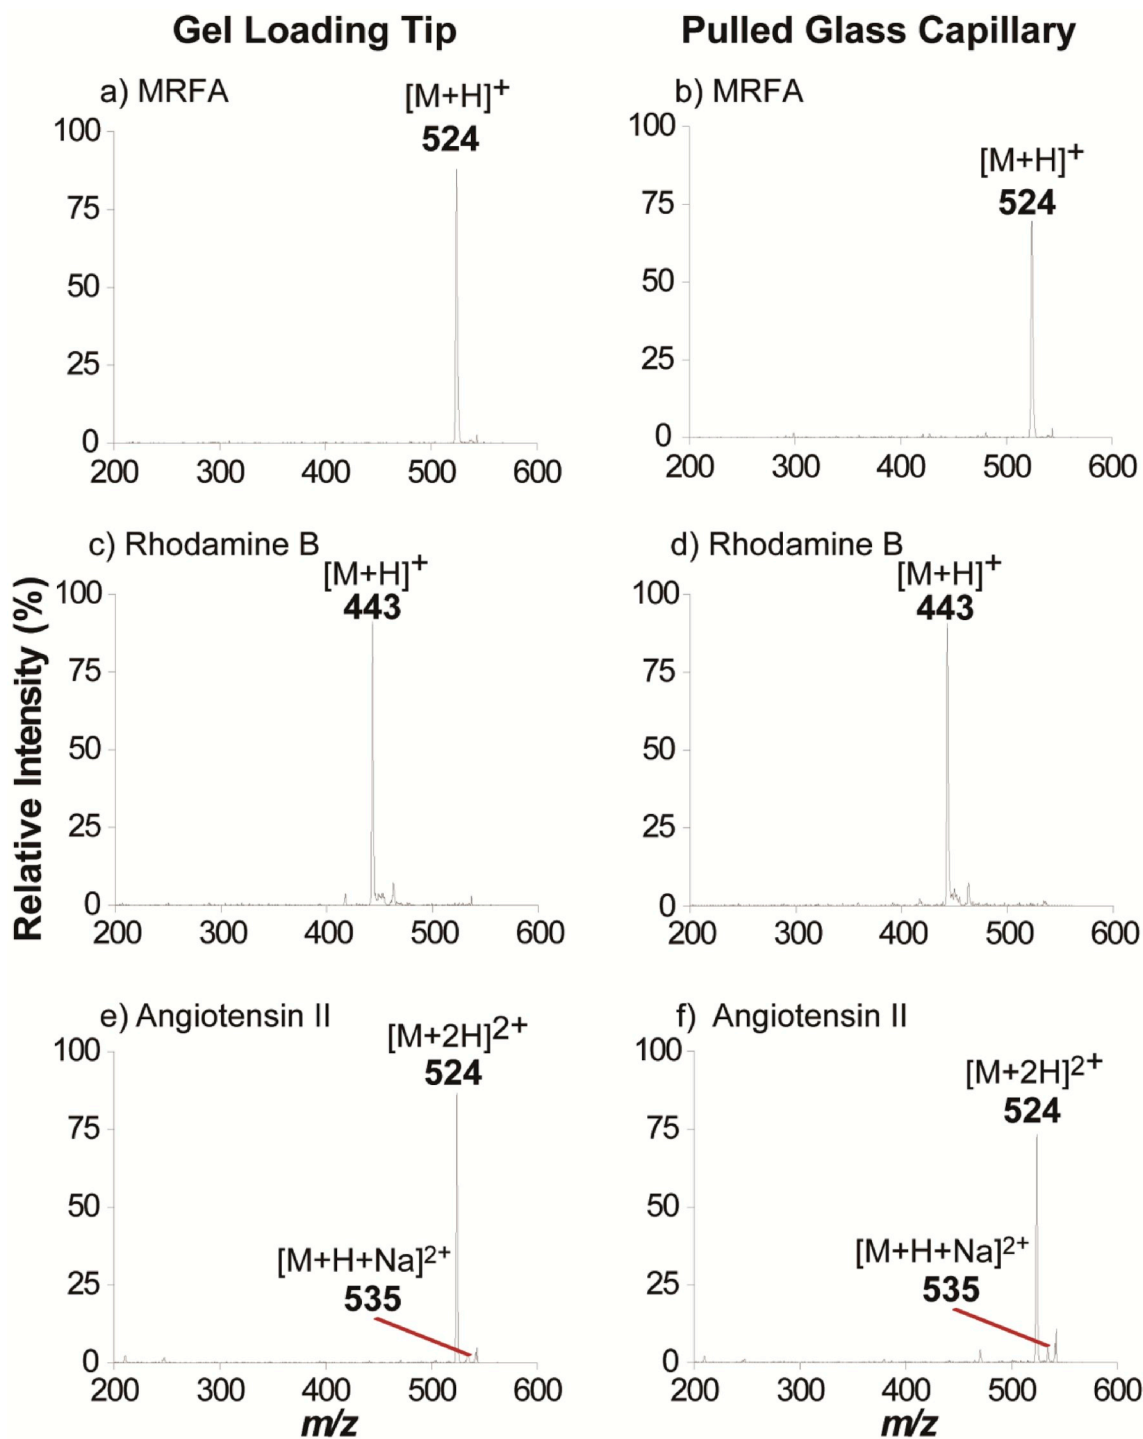 Gel Loading Tip
Pulled Glass Capillary
Relative Intensity (%)
a) MRFA
[M+H]+
524
100
75
50
25
0
200 300 400 500 600
b) MRFA
[M+H]+
524
100
75
50
25
0
200 300 400 500 600
c) Rhodamine B
[M+H]+
443
100
75
50
25
0
200 300 400 500 600
d) Rhodamine B
[M+H]+
443
100
75
50
25
0
200 300 400 500 600
e) Angiotensin II
[M+2H]2+
524
100
75
50
[M+H+Na]2+
25
535
0
200 300 400 500 600
m/z
f) Angiotensin II
[M+2H]2+
524
100
75
50
[M+H+Na]2+
25
535
0
200 300 400 500 600
m/z